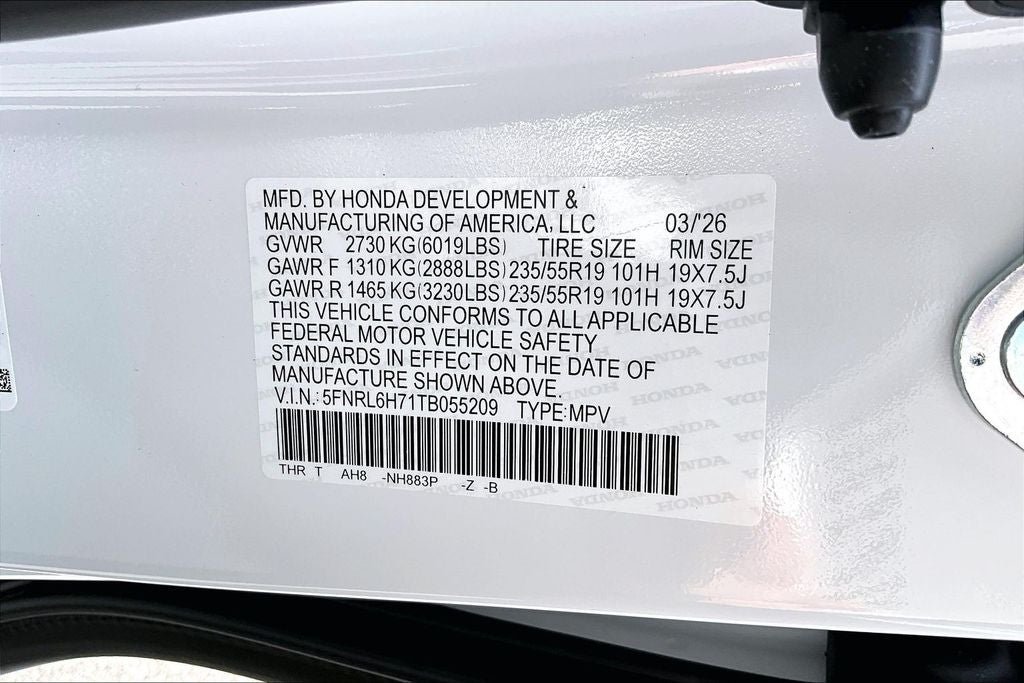 MFD. BY HONDA DEVELOPMENT &
MANUFACTURING OF AMERICA, LLC 03/'26
GVWR 2730 KG(6019LBS) TIRE SIZE RIM SIZE
GAWR F 1310 KG(2888LBS) 235/55R19 101H 19X7.5J
GAWR R 1465 KG(3230LBS) 235/55R19 101H 19X7.5J
THIS VEHICLE CONFORMS TO ALL APPLICABLE
FEDERAL MOTOR VEHICLE SAFETY
STANDARDS IN EFFECT ON THE DATE OF
MANUFACTURE SHOWN ABOVE.
V.I.N.: 5FNRL6H71TB055209 TYPE:MPV
THR T AH8 -NH883P -Z -B